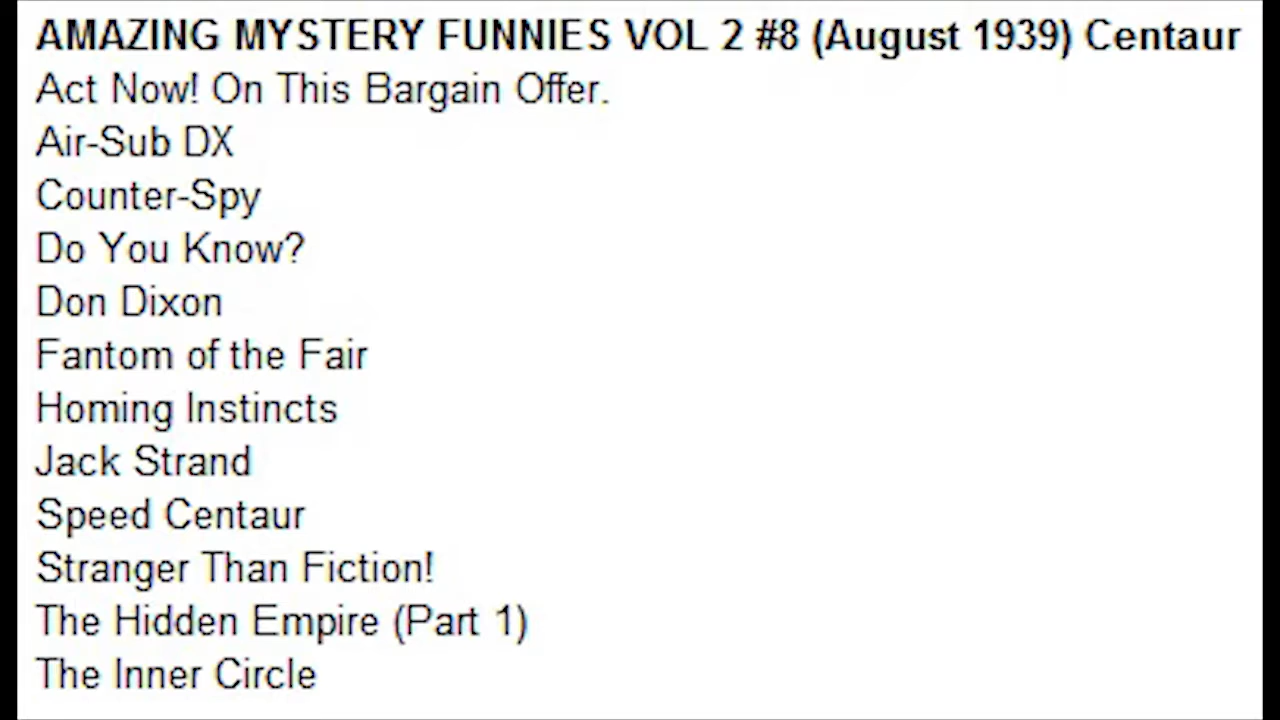 AMAZING MYSTERY FUNNIES VOL 2 #8 (August 1939) Centaur
Act Now! On This Bargain Offer.
Air-Sub DX
Counter-Spy
Do You Know?
Don Dixon
Fantom of the Fair
Homing Instincts
Jack Strand
Speed Centaur
Stranger Than Fiction!
The Hidden Empire (Part 1)
The Inner Circle